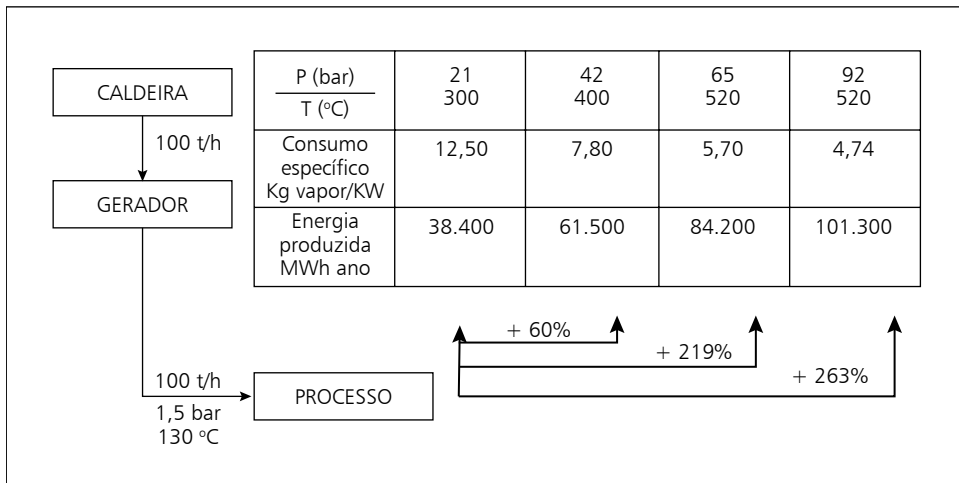 CALDEIRA
100 t/h
GERADOR
100 t/h
1,5 bar
130 ºC
PROCESSO
P (bar)
T (ºC)
21
300
42
400
65
520
92
520
Consumo
específico
Kg vapor/KW
12,50
7,80
5,70
4,74
Energia
produzida
MWh ano
38.400
61.500
84.200
101.300
+ 60%
+ 219%
+ 263%